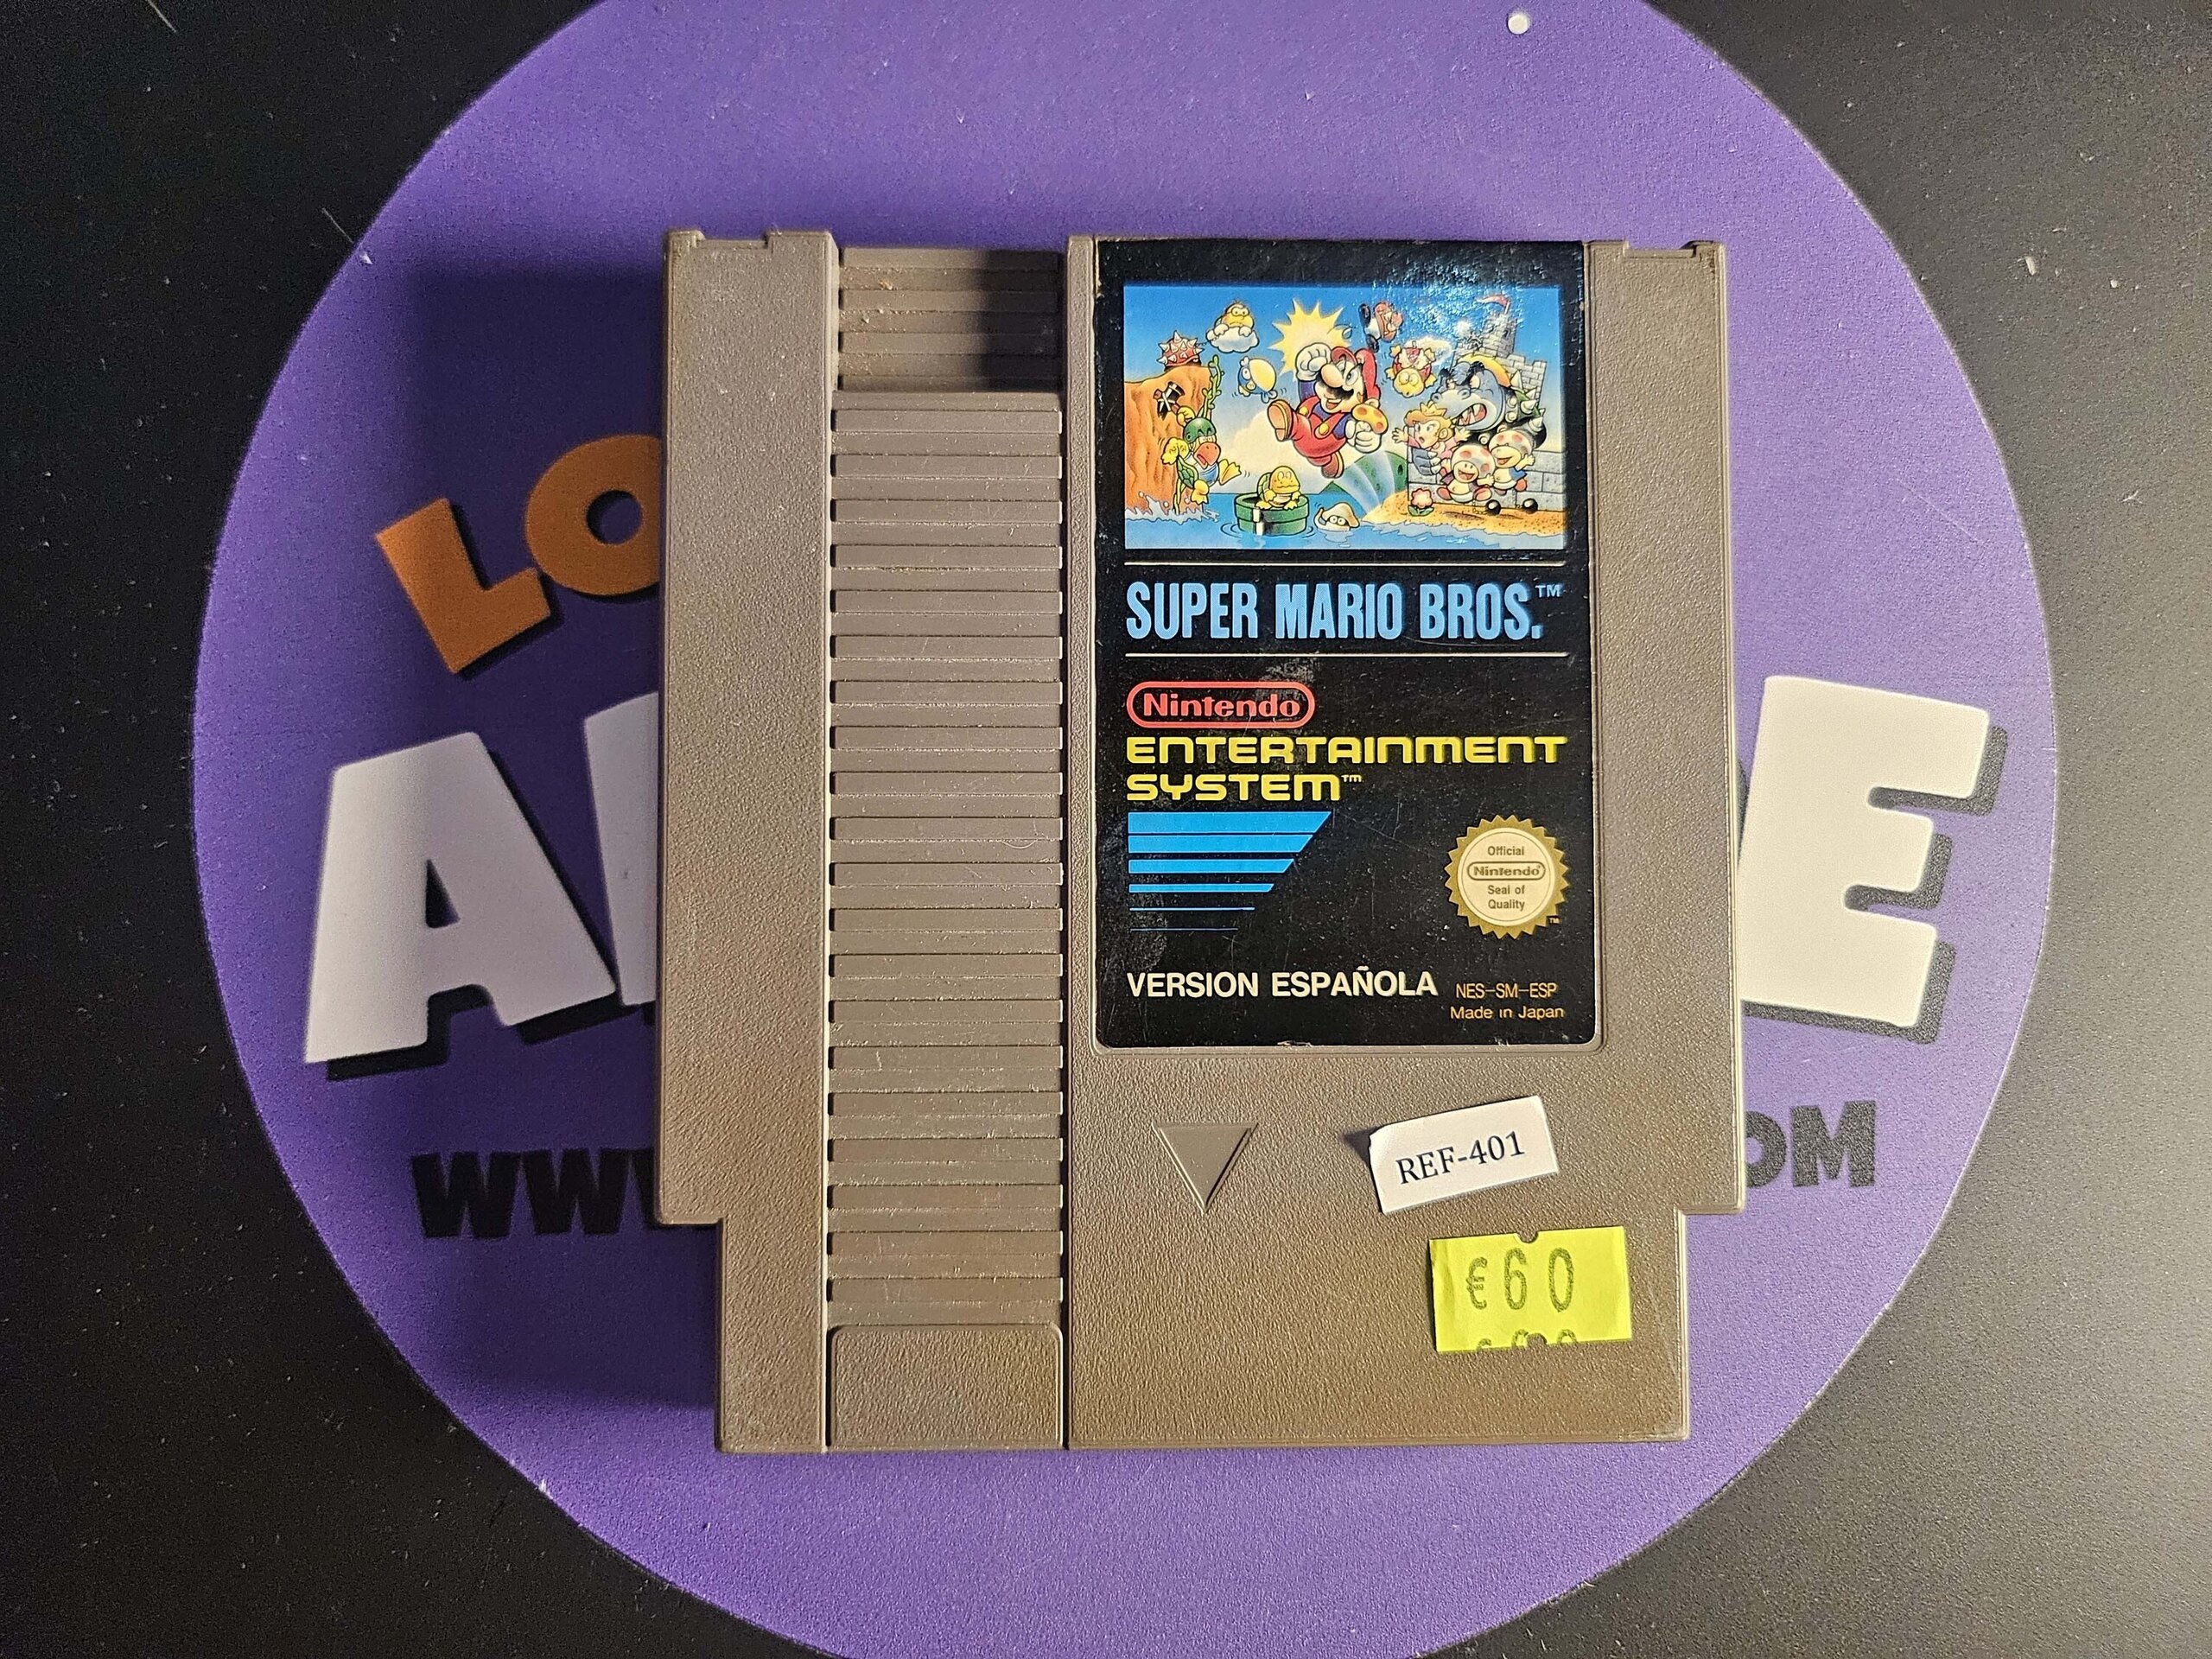 SUPER MARIO BROS.™
Nintendo
ENTERTAINMENT
SYSTEM™
Official
Nintendo
Seal of
Quality
™
VERSION ESPAÑOLA
NES-SM-ESP
Made in Japan
REF-401
€60